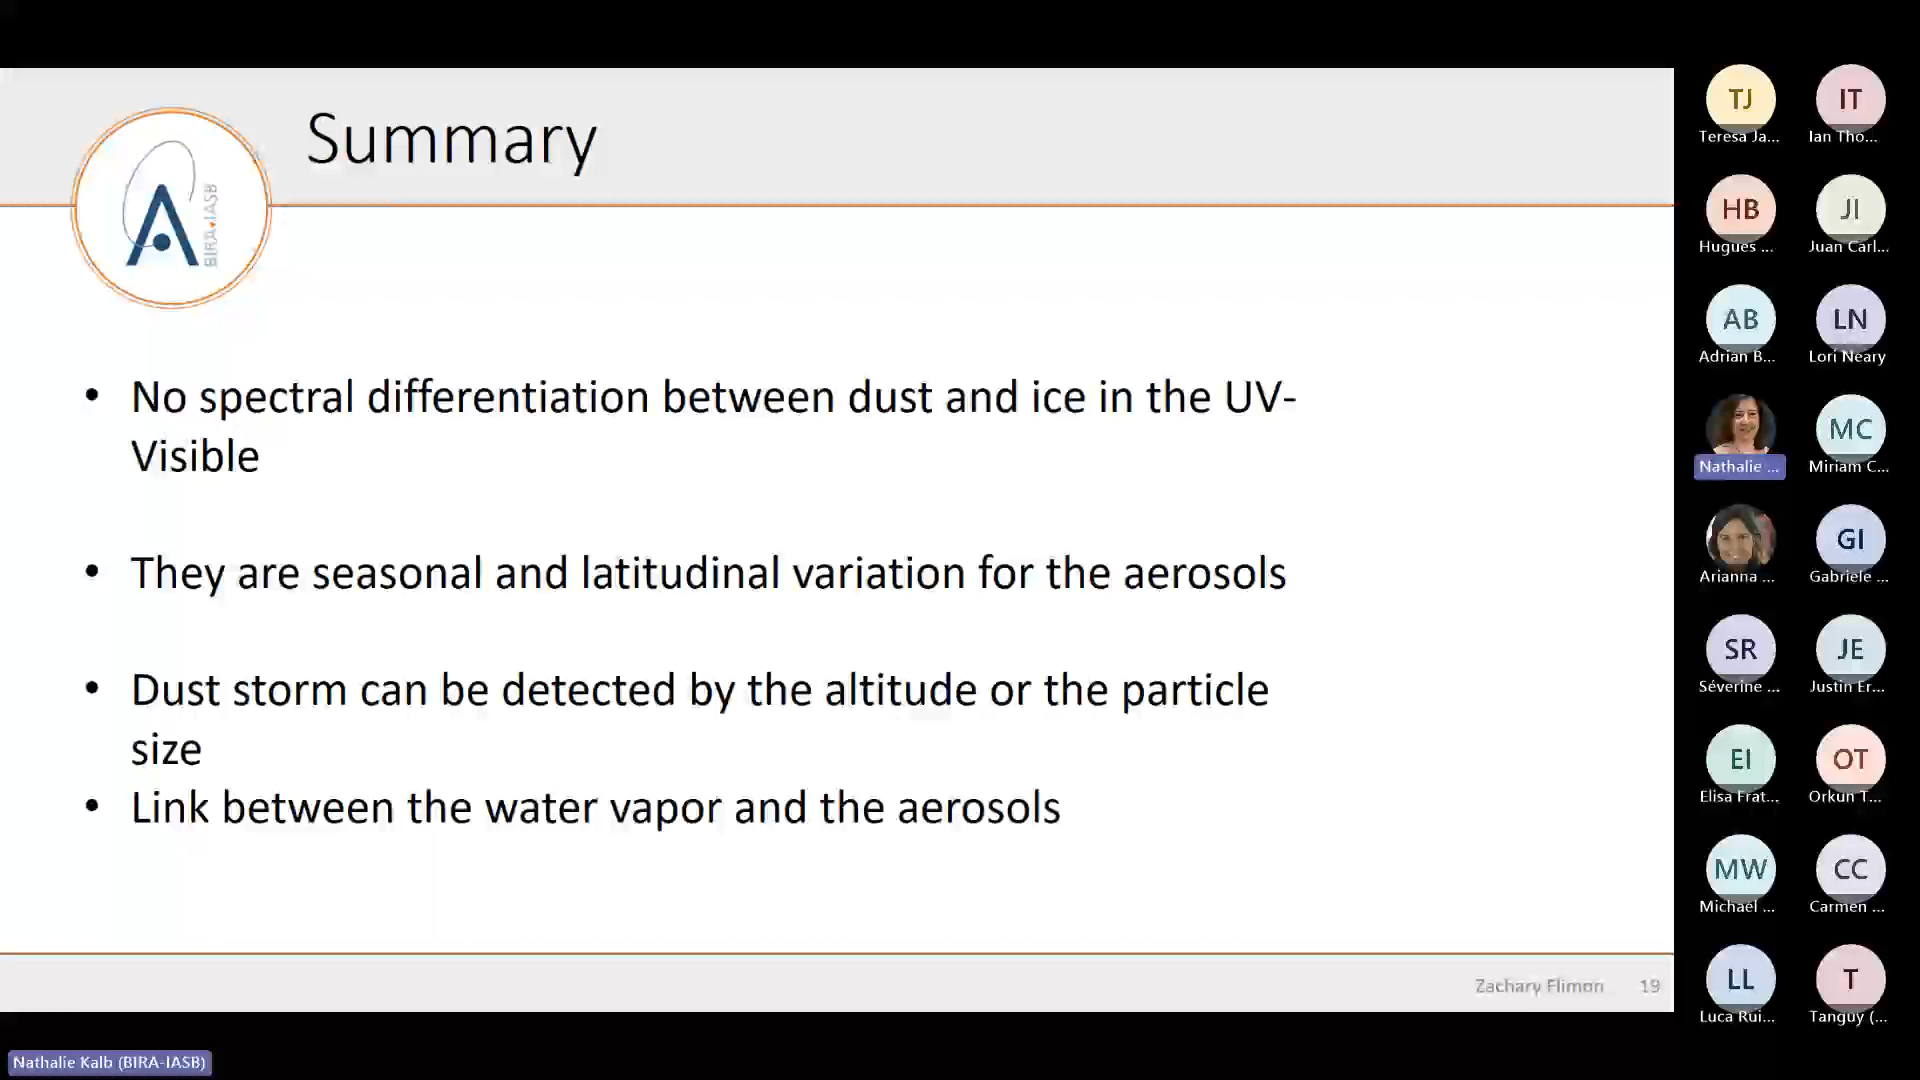 Summary
BIRA-IASB
• No spectral differentiation between dust and ice in the UV-
Visible
• They are seasonal and latitudinal variation for the aerosols
• Dust storm can be detected by the altitude or the particle
size
• Link between the water vapor and the aerosols
Zachary Flimon 19
Nathalie Kalb (BIRA-IASB)
TJ IT
Teresa Ja... Ian Tho...
HB JI
Hugues ... Juan Carl...
AB LN
Adrian B... Lori Neary
MC
Nathalie ... Miriam C...
GI
Arianna ... Gabriele ...
SR JE
Séverine ... Justin Er...
EI OT
Elisa Frat... Orkun T...
MW CC
Michaël ... Carmen ...
LL T
Luca Rui... Tanguy (...